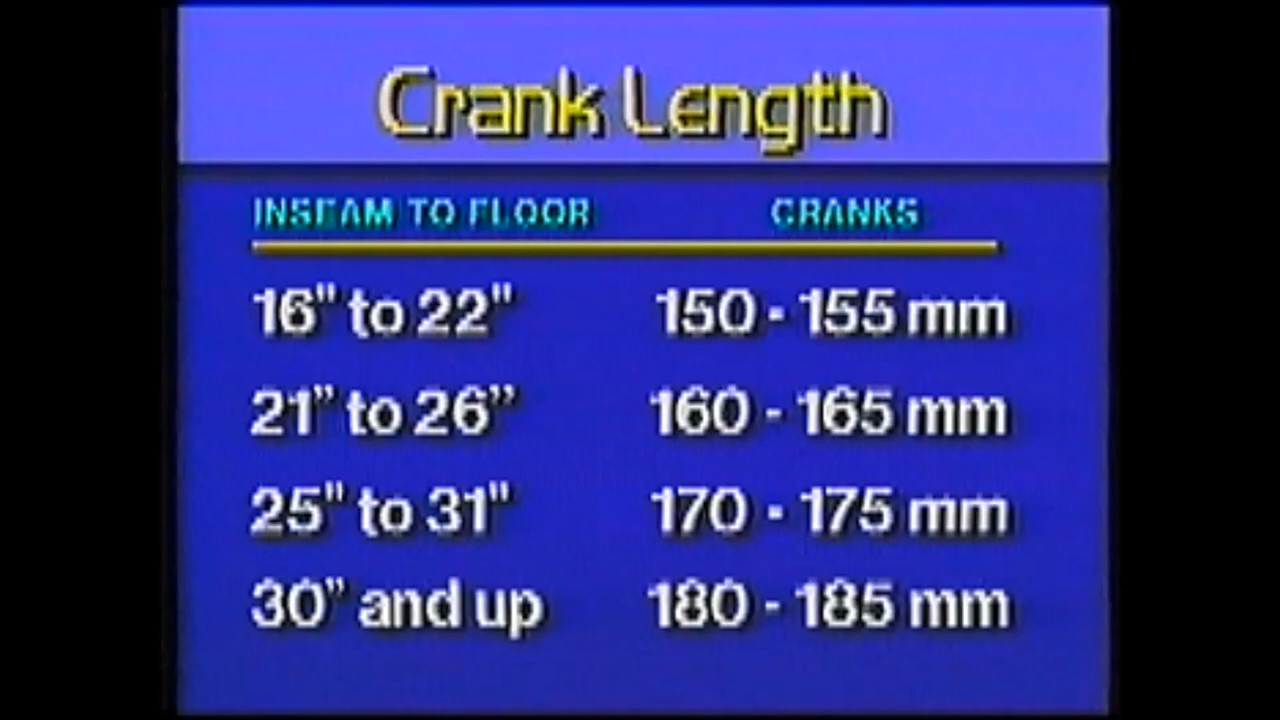 Crank Length
INSEAM TO FLOOR CRANKS
16" to 22" 150 - 155 mm
21” to 26” 160 - 165 mm
25" to 31" 170 - 175 mm
30” and up 180 - 185 mm